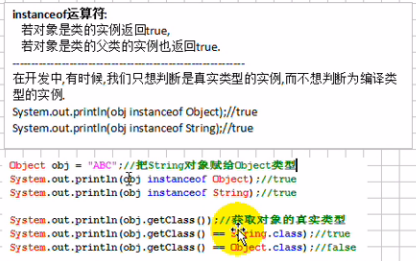 instanceof运算符:
若对象是类的实例返回true,
若对象是类的父类的实例也返回true.
------------------------------------------------
在开发中,有时候,我们只想判断是真实类型的实例,而不想判断为编译类
型的实例.
System.out.println(obj instanceof Object);//true
System.out.println(obj instanceof String);//true
Object obj = "ABC";//把String对象赋给Object类型
System.out.println(obj instanceof Object);//true
System.out.println(obj instanceof String);//true
System.out.println(obj.getClass());//获取对象的真实类型
System.out.println(obj.getClass() == String.class);//true
System.out.println(obj.getClass() == Object.class);//false